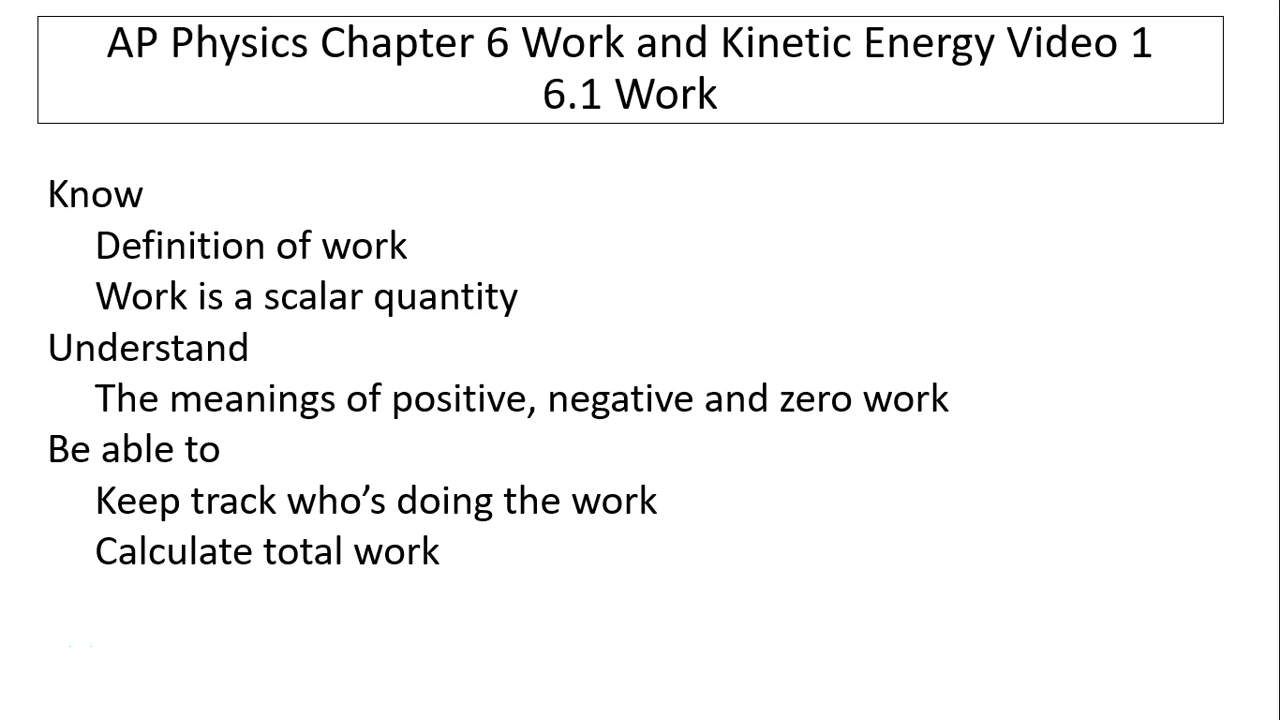 AP Physics Chapter 6 Work and Kinetic Energy Video 1
6.1 Work
Know
Definition of work
Work is a scalar quantity
Understand
The meanings of positive, negative and zero work
Be able to
Keep track who’s doing the work
Calculate total work